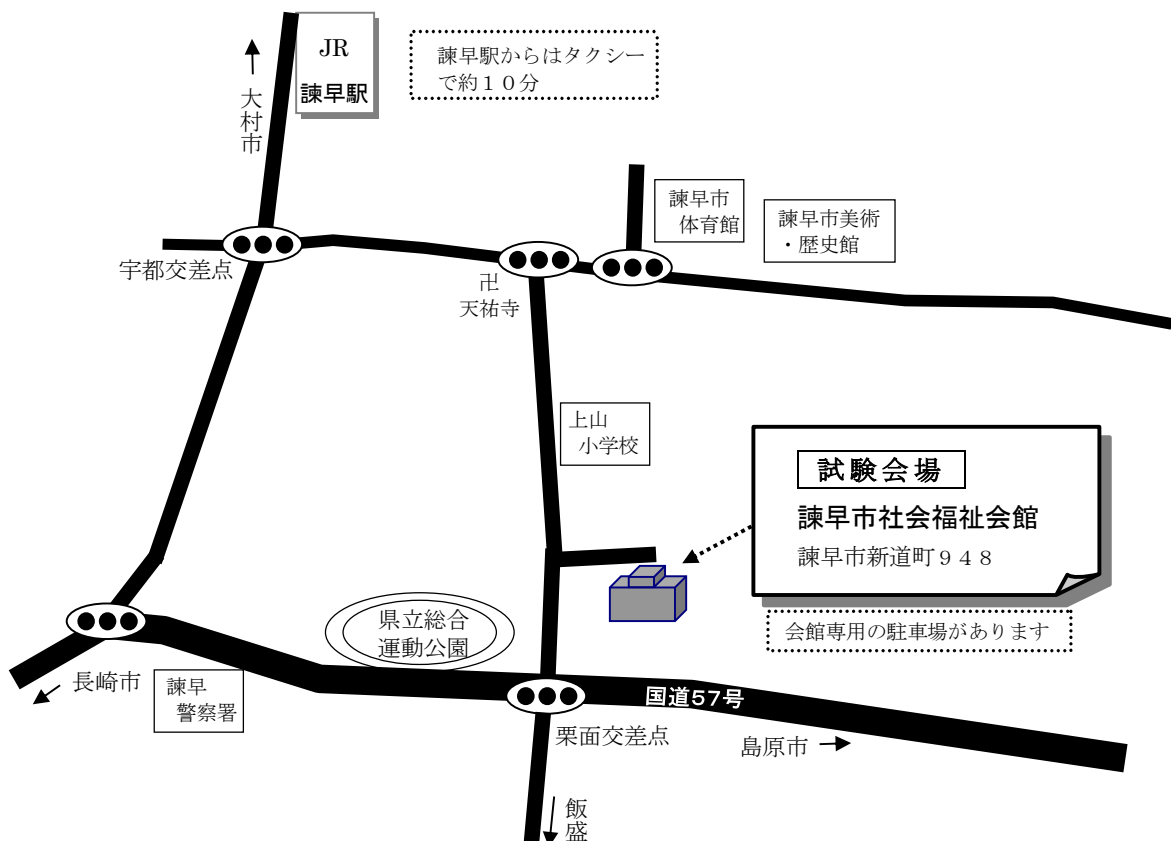 JR
諫早駅
諫早駅からはタクシー
で約１０分
大村市
諫早市
体育館
諫早市美術
・歴史館
宇都交差点
卍
天祐寺
上山
小学校
試験会場
諫早市社会福祉会館
諫早市新道町９４８
会館専用の駐車場があります
県立総合
運動公園
長崎市
諫早
警察署
国道57号
栗面交差点
島原市
飯盛